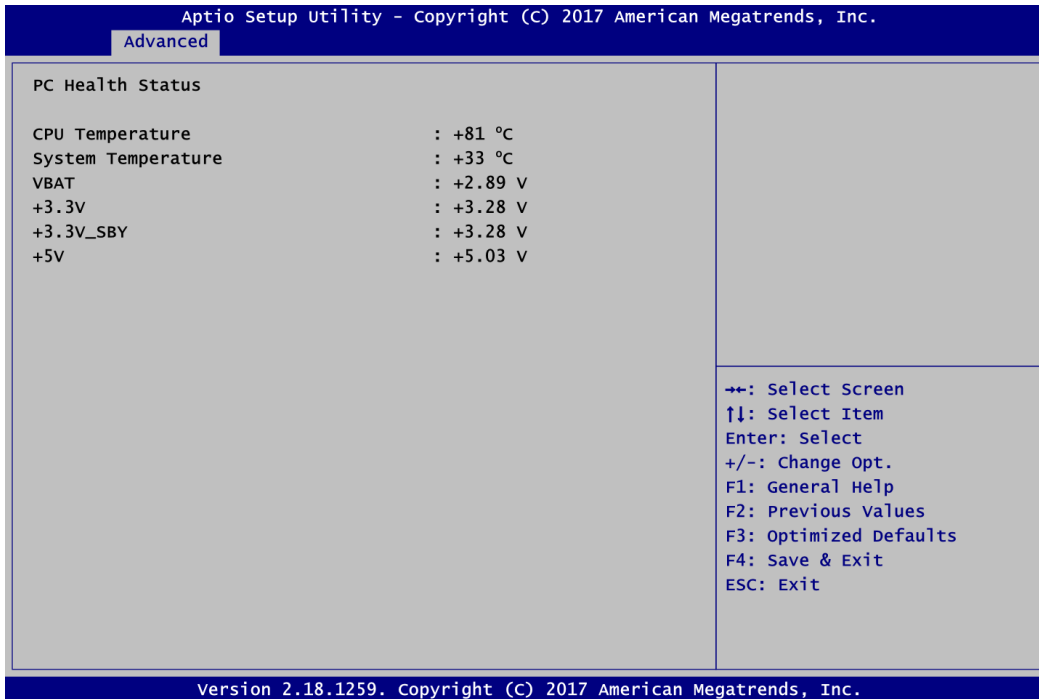 Aptio Setup Utility - Copyright (C) 2017 American Megatrends, Inc.
Advanced
PC Health Status
CPU Temperature : +81 ºC
System Temperature : +33 ºC
VBAT : +2.89 V
+3.3V : +3.28 V
+3.3V_SBY : +3.28 V
+5V : +5.03 V
→←: Select Screen
↑↓: Select Item
Enter: Select
+/-: Change Opt.
F1: General Help
F2: Previous Values
F3: Optimized Defaults
F4: Save & Exit
ESC: Exit
Version 2.18.1259. Copyright (C) 2017 American Megatrends, Inc.